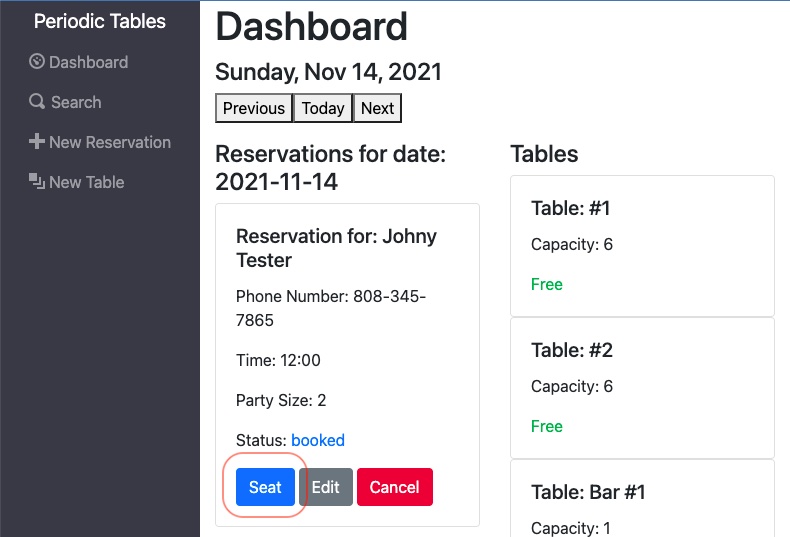 Periodic Tables
Dashboard
Search
New Reservation
New Table
Dashboard
Sunday, Nov 14, 2021
Previous Today Next
Reservations for date:
2021-11-14
Reservation for: Johny
Tester
Phone Number: 808-345-
7865
Time: 12:00
Party Size: 2
Status: booked
Seat Edit Cancel
Tables
Table: #1
Capacity: 6
Free
Table: #2
Capacity: 6
Free
Table: Bar #1
Capacity: 1